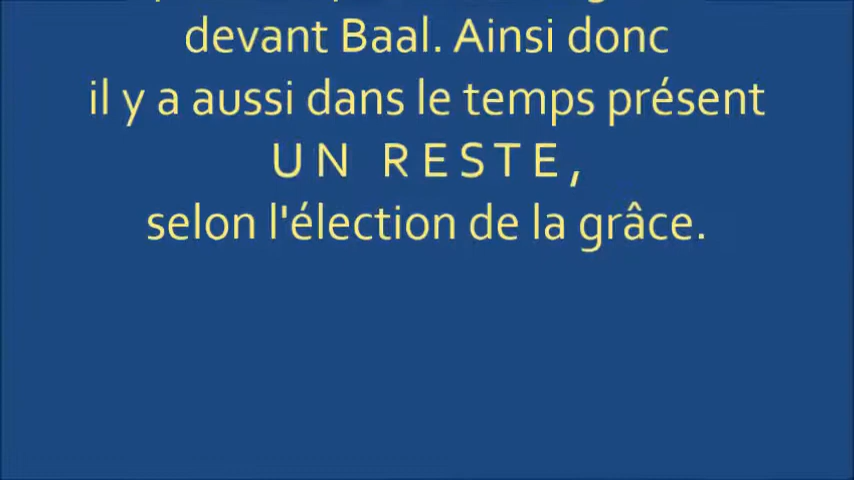 devant Baal. Ainsi donc
il y a aussi dans le temps présent
UN RESTE,
selon l'élection de la grâce.